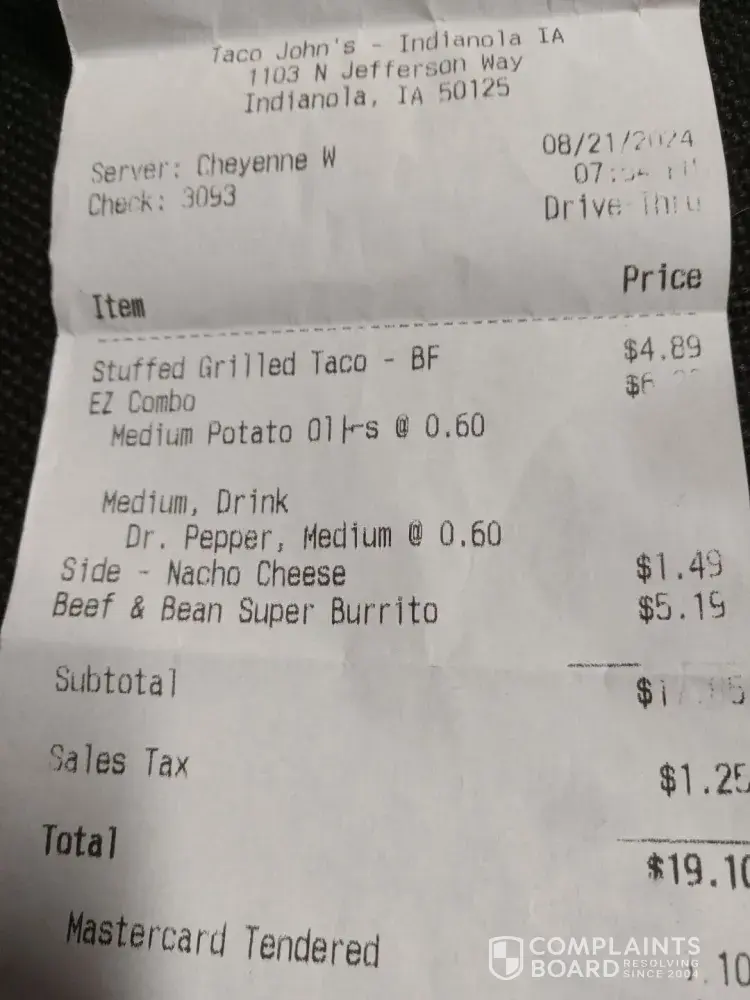 Taco John's - Indianola IA
1103 N Jefferson Way
Indianola, IA 50125
Server: Cheyenne W 08/21/2024
Check: 3093
Drive-Thru
Item Price
Stuffed Grilled Taco - BF $4.89
EZ Combo
Medium Potato @ 0.60
Medium, Drink
Dr. Pepper, Medium @ 0.60
Side - Nacho Cheese $1.49
Beef & Bean Super Burrito $5.19
Subtotal
Sales Tax $1.25
Total $19.10
Mastercard Tendered
COMPLAINTS
BOARD RESOLVING SINCE 2004